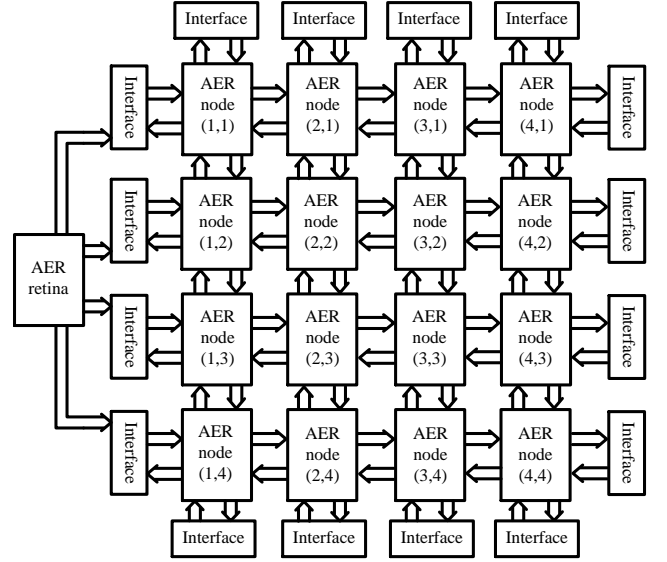 Interface Interface Interface Interface
Interface
AER
node
(1,1)
AER
node
(2,1)
AER
node
(3,1)
AER
node
(4,1)
Interface
Interface
AER
node
(1,2)
AER
node
(2,2)
AER
node
(3,2)
AER
node
(4,2)
Interface
AER
retina
Interface
AER
node
(1,3)
AER
node
(2,3)
AER
node
(3,3)
AER
node
(4,3)
Interface
Interface
AER
node
(1,4)
AER
node
(2,4)
AER
node
(3,4)
AER
node
(4,4)
Interface
Interface Interface Interface Interface